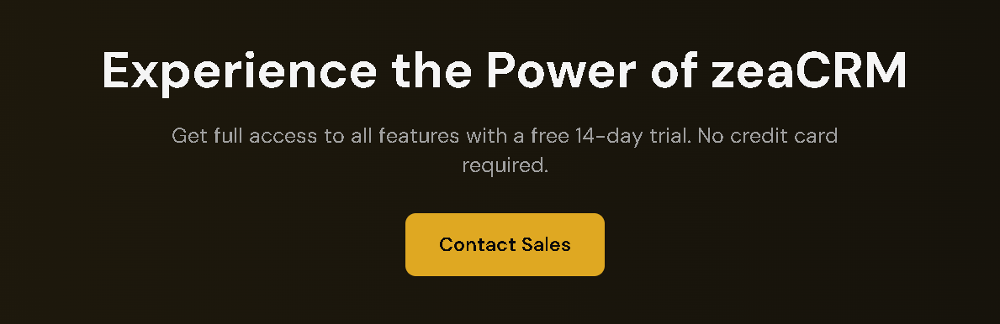 Experience the Power of zeaCRM
Get full access to all features with a free 14-day trial. No credit card
required.
Contact Sales